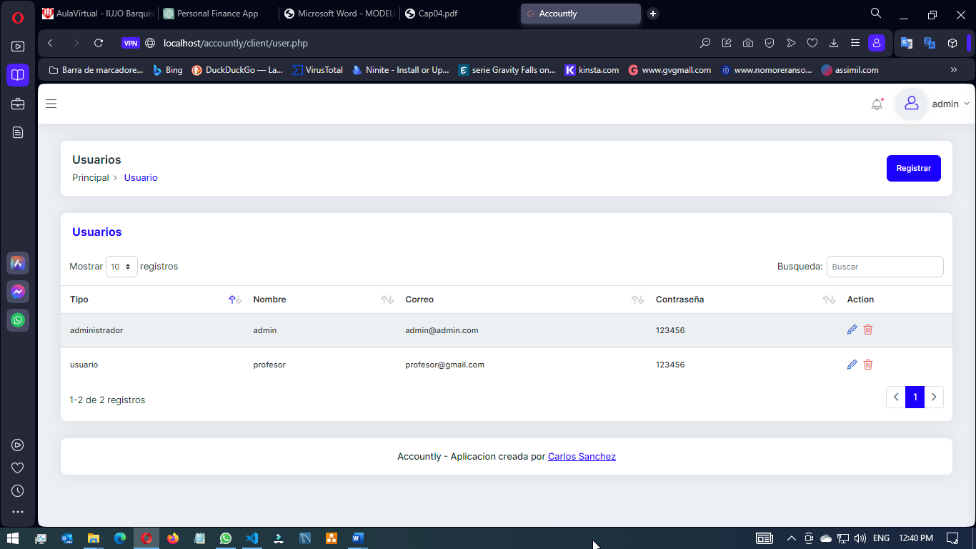 AulaVirtual - IUJO Barquis
Personal Finance App
Microsoft Word - MODEL
Cap04.pdf
Accountly
VPN
localhost/accountly/client/user.php
Barra de marcadore...
Bing
DuckDuckGo — La...
VirusTotal
Ninite - Install or Up...
serie Gravity Falls on...
kinsta.com
www.gvgmall.com
www.nomoreranso...
assimil.com
admin
Usuarios
Principal > Usuario
Registrar
Usuarios
Mostrar 10 registros
Busqueda: Buscar
Tipo Nombre Correo Contraseña Action
administrador admin admin@admin.com 123456
usuario profesor profesor@gmail.com 123456
1-2 de 2 registros
1
Accountly - Aplicacion creada por Carlos Sanchez
ENG 12:40 PM